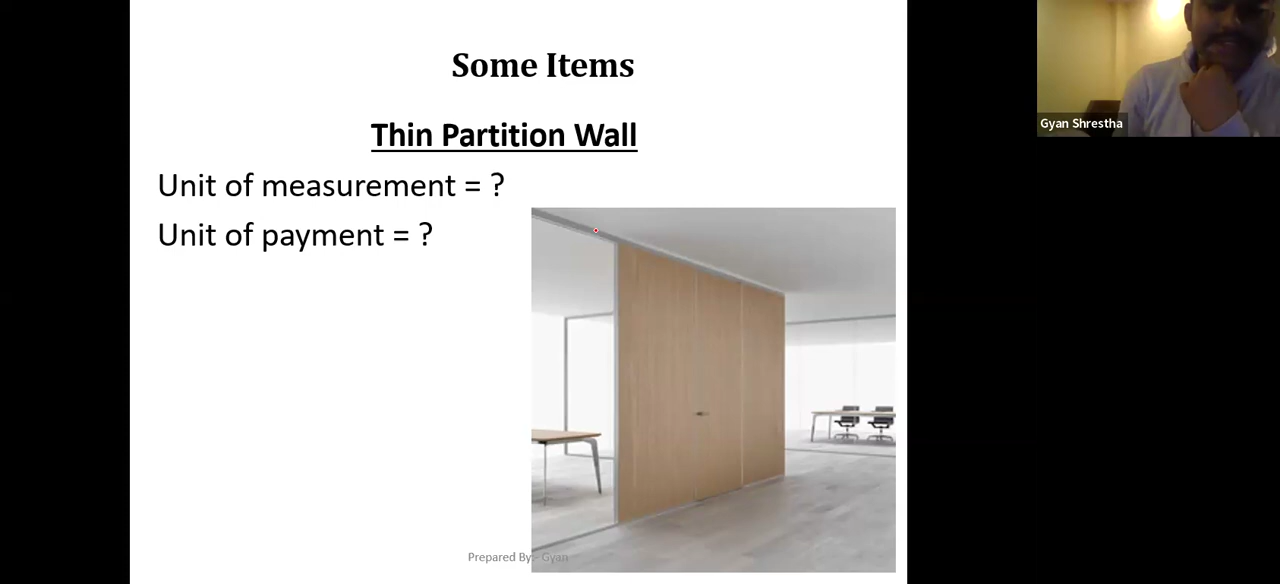 Some Items
Thin Partition Wall
Unit of measurement = ?
Unit of payment = ?
Prepared By:- Gyan
Gyan Shrestha